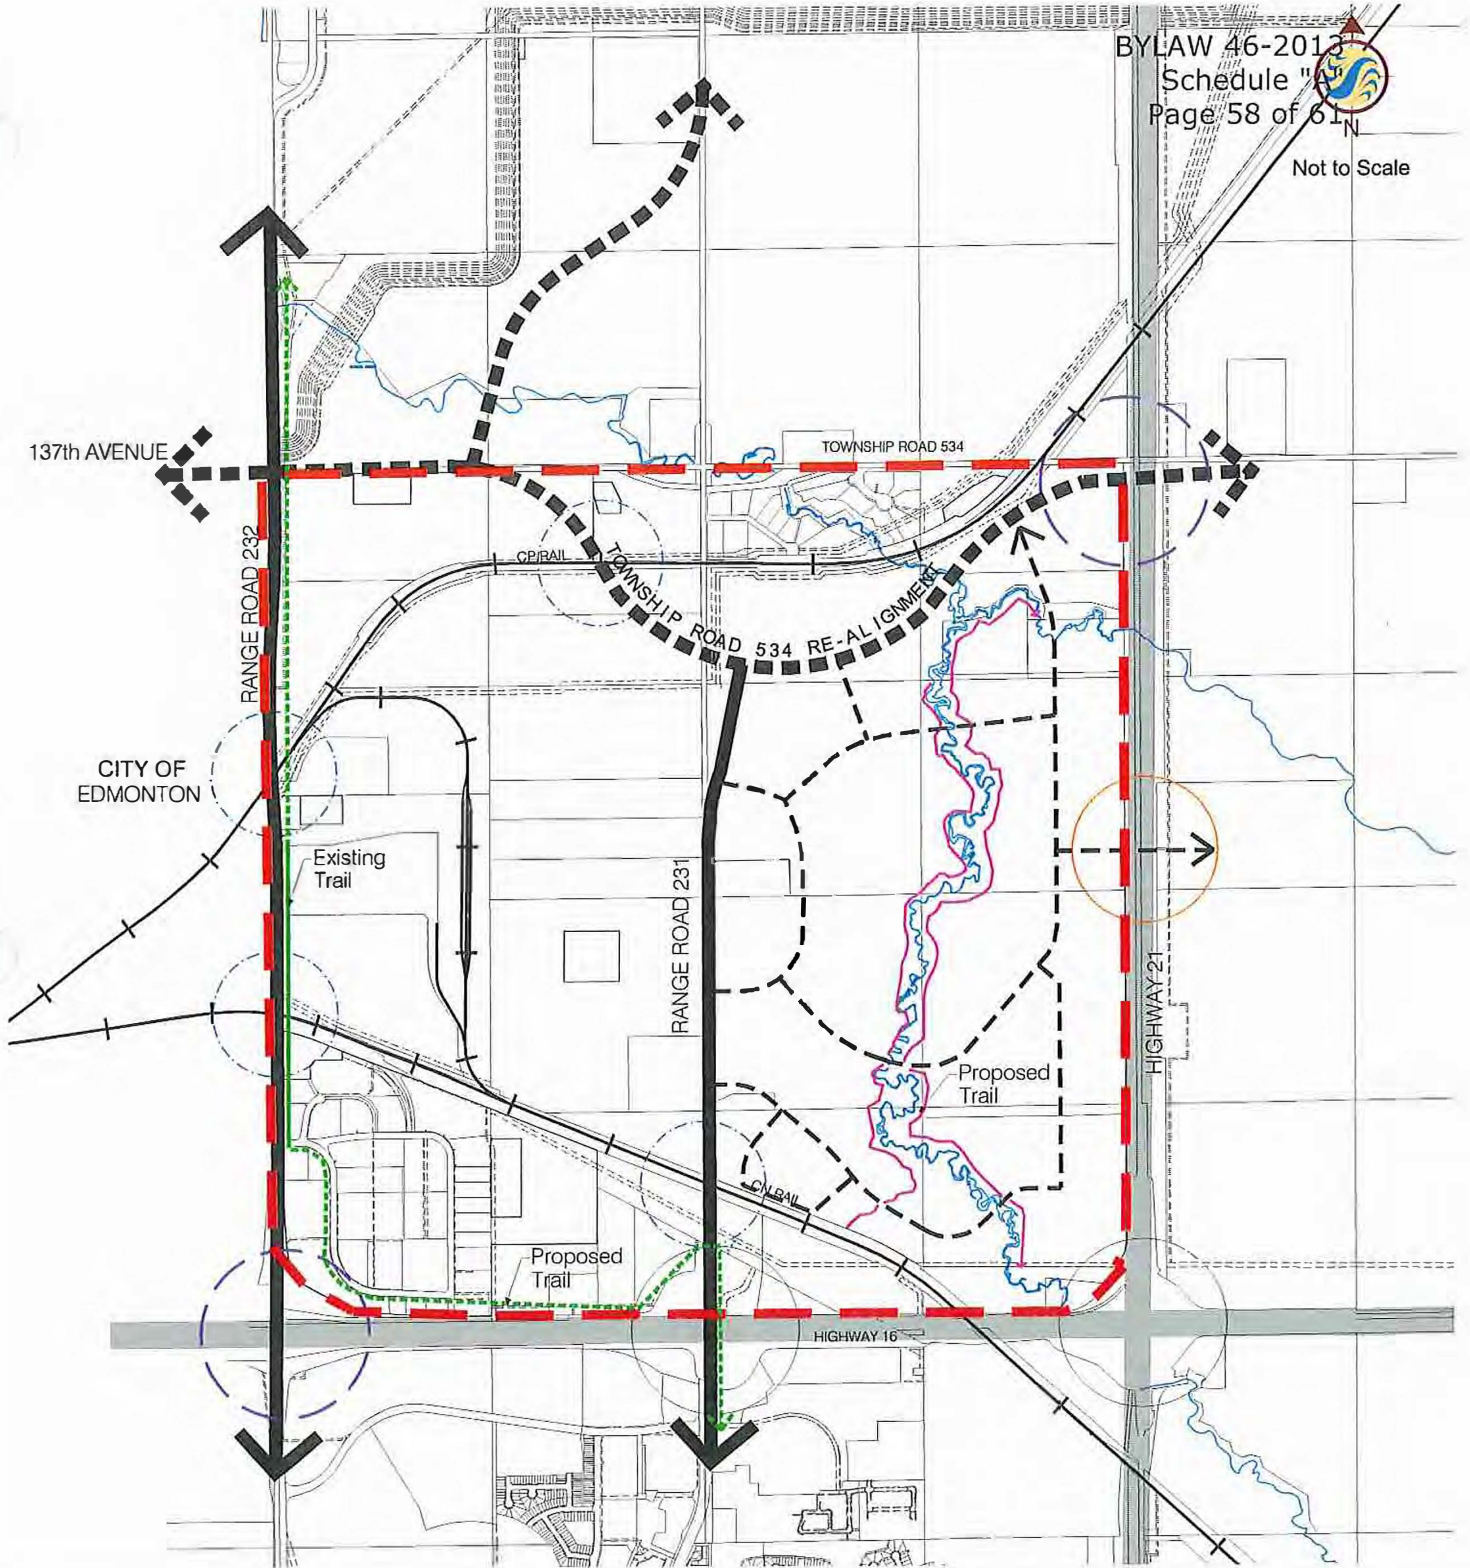 BYLAW 46-2013
Schedule "A"
Page 58 of 61
N
Not to Scale
137th AVENUE
TOWNSHIP ROAD 534
RANGE ROAD 232
CP/RAIL
TOWNSHIP ROAD 534 RE-ALIGNMENT
CITY OF
EDMONTON
Existing
Trail
RANGE ROAD 231
HIGHWAY 21
Proposed
Trail
CN RAIL
Proposed
Trail
HIGHWAY 16